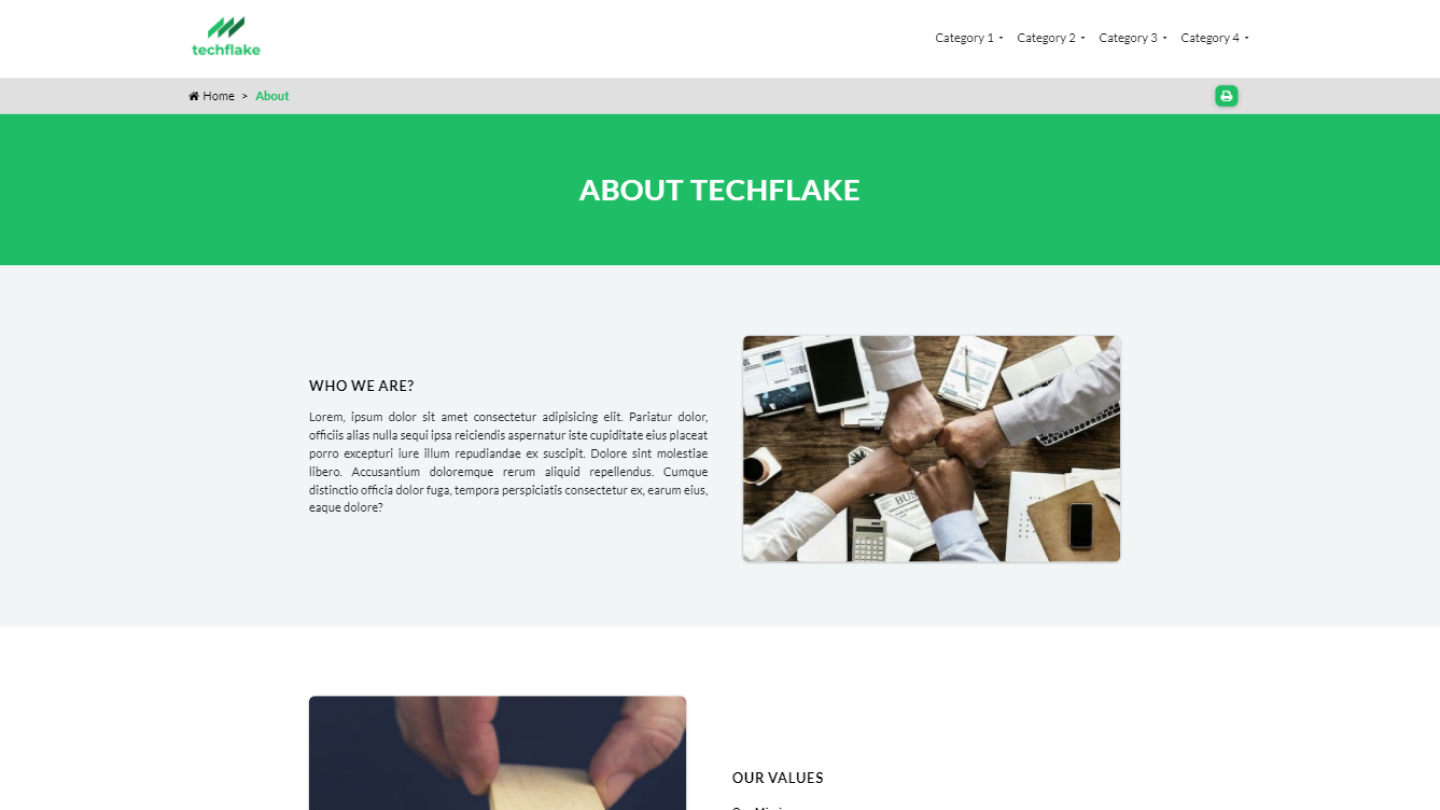 techflake
Category 1
Category 2
Category 3
Category 4
Home > About
ABOUT TECHFLAKE
WHO WE ARE?
Lorem, ipsum dolor sit amet consectetur adipisicing elit. Pariatur dolor,
officiis alias nulla sequi ipsa reiciendis aspernatur iste cupiditate eius placeat
porro excepturi iure illum repudiandae ex suscipit. Dolore sint molestiae
libero. Accusantium doloremque rerum aliquid repellendus. Cumque
distinctio officia dolor fuga, tempora perspiciatis consectetur ex, earum eius,
eaque dolore?
OUR VALUES